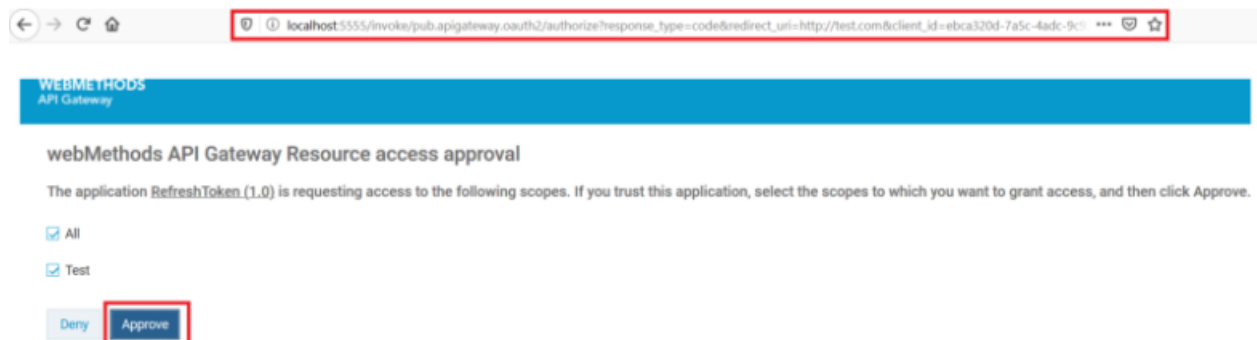 localhost:5555/invoke/pub.apigateway.oauth2/authorize?response_type=code&redirect_uri=http://test.com&client_id=ebca320d-7a5c-4adc-9c5
WEBMETHODS
API Gateway
webMethods API Gateway Resource access approval
The application RefreshToken (1.0) is requesting access to the following scopes. If you trust this application, select the scopes to which you want to grant access, and then click Approve.
All
Test
Deny Approve